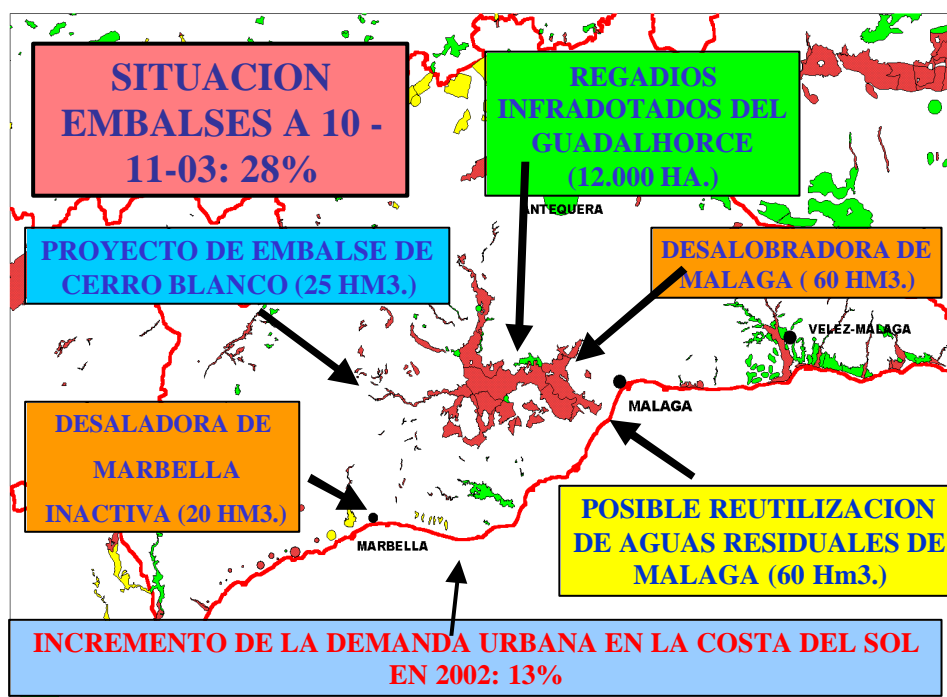 SITUACION
EMBALSES A 10 -
11-03: 28%
REGADIOS
INFRADOTADOS DEL
GUADALHORCE
(12.000 HA.)
ANTEQUERA
PROYECTO DE EMBALSE DE
CERRO BLANCO (25 HM3.)
DESALOBRADORA DE
MALAGA ( 60 HM3.)
VELEZ-MALAGA
MALAGA
DESALADORA DE
MARBELLA
INACTIVA (20 HM3.)
MARBELLA
POSIBLE REUTILIZACION
DE AGUAS RESIDUALES DE
MALAGA (60 Hm3.)
INCREMENTO DE LA DEMANDA URBANA EN LA COSTA DEL SOL
EN 2002: 13%